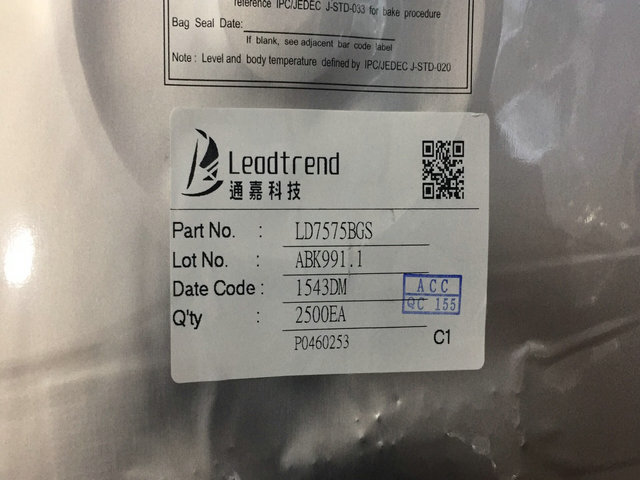 reference IPC/JEDEC J-STD-033 for bake procedure
Bag Seal Date:
If blank, see adjacent bar code label
Note : Level and body temperature defined by IPC/JEDEC J-STD-020
Leadtrend
通嘉科技
Part No. : LD7575BGS
Lot No. : ABK991.1
Date Code : 1543DM
Q'ty : 2500EA
P0460253
ACC
QC 155
C1